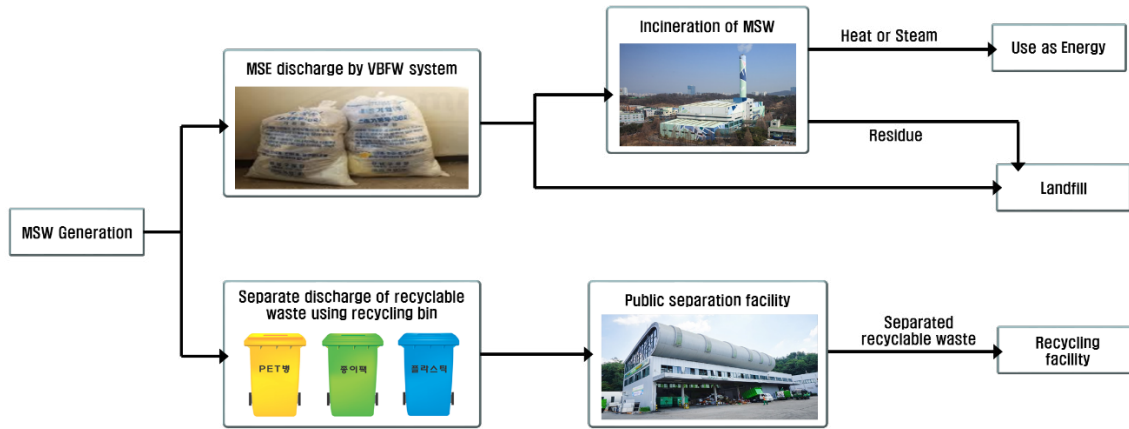 MSW Generation
MSE discharge by VBFW system
Incineration of MSW
Heat or Steam
Use as Energy
Residue
Landfill
Separate discharge of recyclable
waste using recycling bin
PET병
종이팩
플라스틱
Public separation facility
Separated
recyclable waste
Recycling
facility